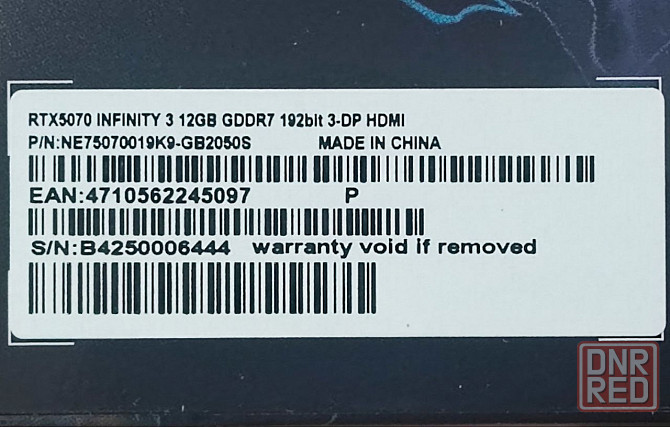 RTX5070 INFINITY 3 12GB GDDR7 192bit 3-DP HDMI
P/N:NE75070019K9-GB2050S MADE IN CHINA
EAN:4710562245097 P
S/N:B4250006444 warranty void if removed
DNR
RED